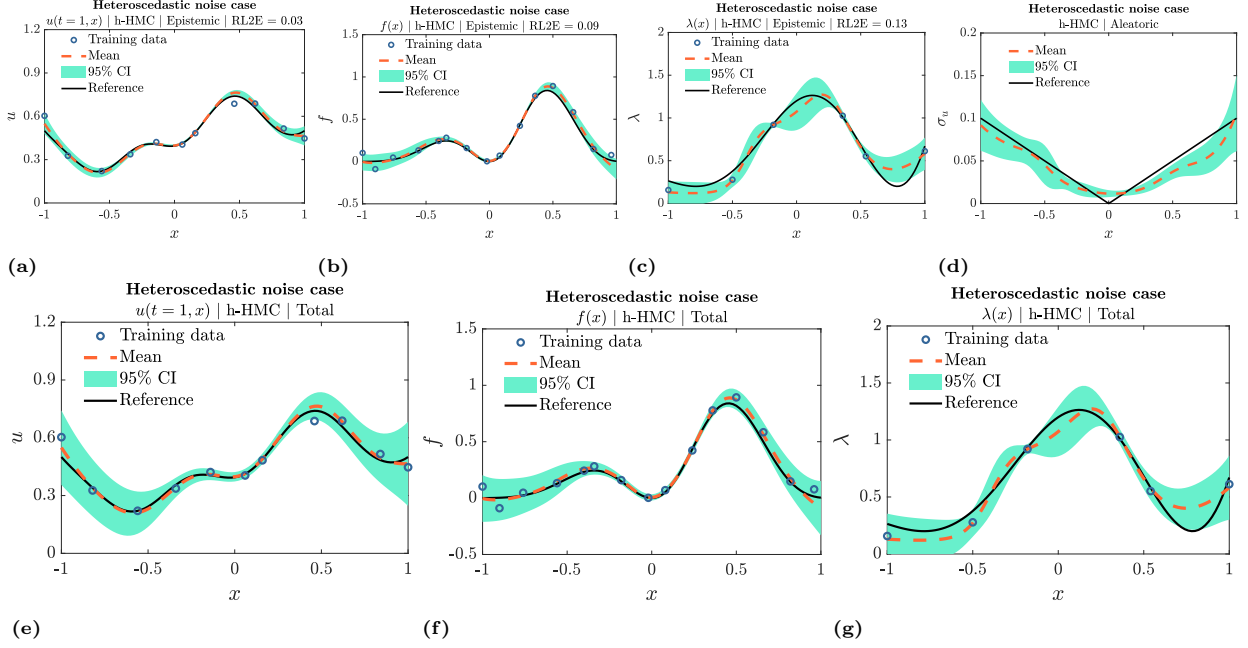 Heteroscedastic noise case
u(t = 1, x) | h-HMC | Epistemic | RL2E = 0.03
1.2
0.9
0.6
0.3
0
u
Training data
Mean
95% CI
Reference
-1
-0.5
0
0.5
1
x
(a)
Heteroscedastic noise case
f(x) | h-HMC | Epistemic | RL2E = 0.09
1.5
1
0.5
0
-0.5
f
Training data
Mean
95% CI
Reference
-1
-0.5
0
0.5
1
x
(b)
Heteroscedastic noise case
λ(x) | h-HMC | Epistemic | RL2E = 0.13
2
1.5
1
0.5
0
λ
Training data
Mean
95% CI
Reference
-1
-0.5
0
0.5
1
x
(c)
Heteroscedastic noise case
h-HMC | Aleatoric
0.2
0.15
0.1
0.05
0
σ_u
Mean
95% CI
Reference
-1
-0.5
0
0.5
1
x
(d)
Heteroscedastic noise case
u(t = 1, x) | h-HMC | Total
1.2
0.9
0.6
0.3
0
u
Training data
Mean
95% CI
Reference
-1
-0.5
0
0.5
1
x
(e)
Heteroscedastic noise case
f(x) | h-HMC | Total
1.5
1
0.5
0
-0.5
f
Training data
Mean
95% CI
Reference
-1
-0.5
0
0.5
1
x
(f)
Heteroscedastic noise case
λ(x) | h-HMC | Total
2
1.5
1
0.5
0
λ
Training data
Mean
95% CI
Reference
-1
-0.5
0
0.5
1
x
(g)